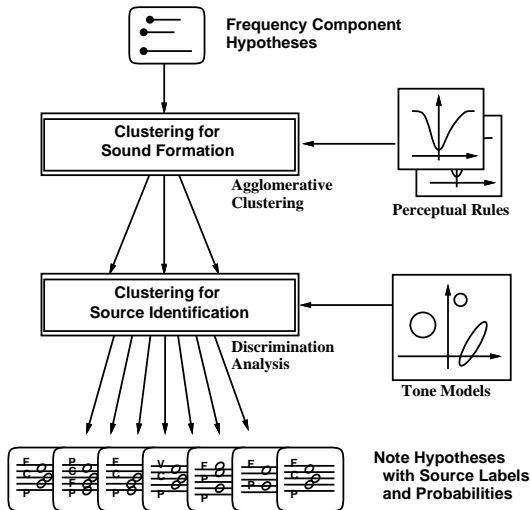 Frequency Component
Hypotheses
Clustering for
Sound Formation
Agglomerative
Clustering
Perceptual Rules
Clustering for
Source Identification
Discrimination
Analysis
Tone Models
F
C
P
P
C
F
P
F
C
P
V
C
P
F
P
P
F
P
F
C
P
Note Hypotheses
with Source Labels
and Probabilities